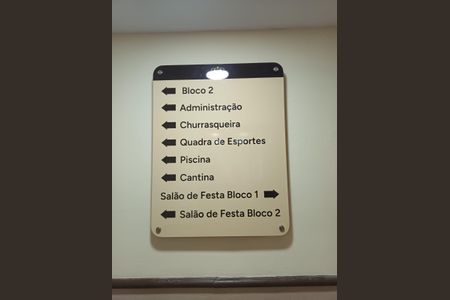 Bloco 2
Administração
Churrasqueira
Quadra de Esportes
Piscina
Cantina
Salão de Festa Bloco 1
Salão de Festa Bloco 2